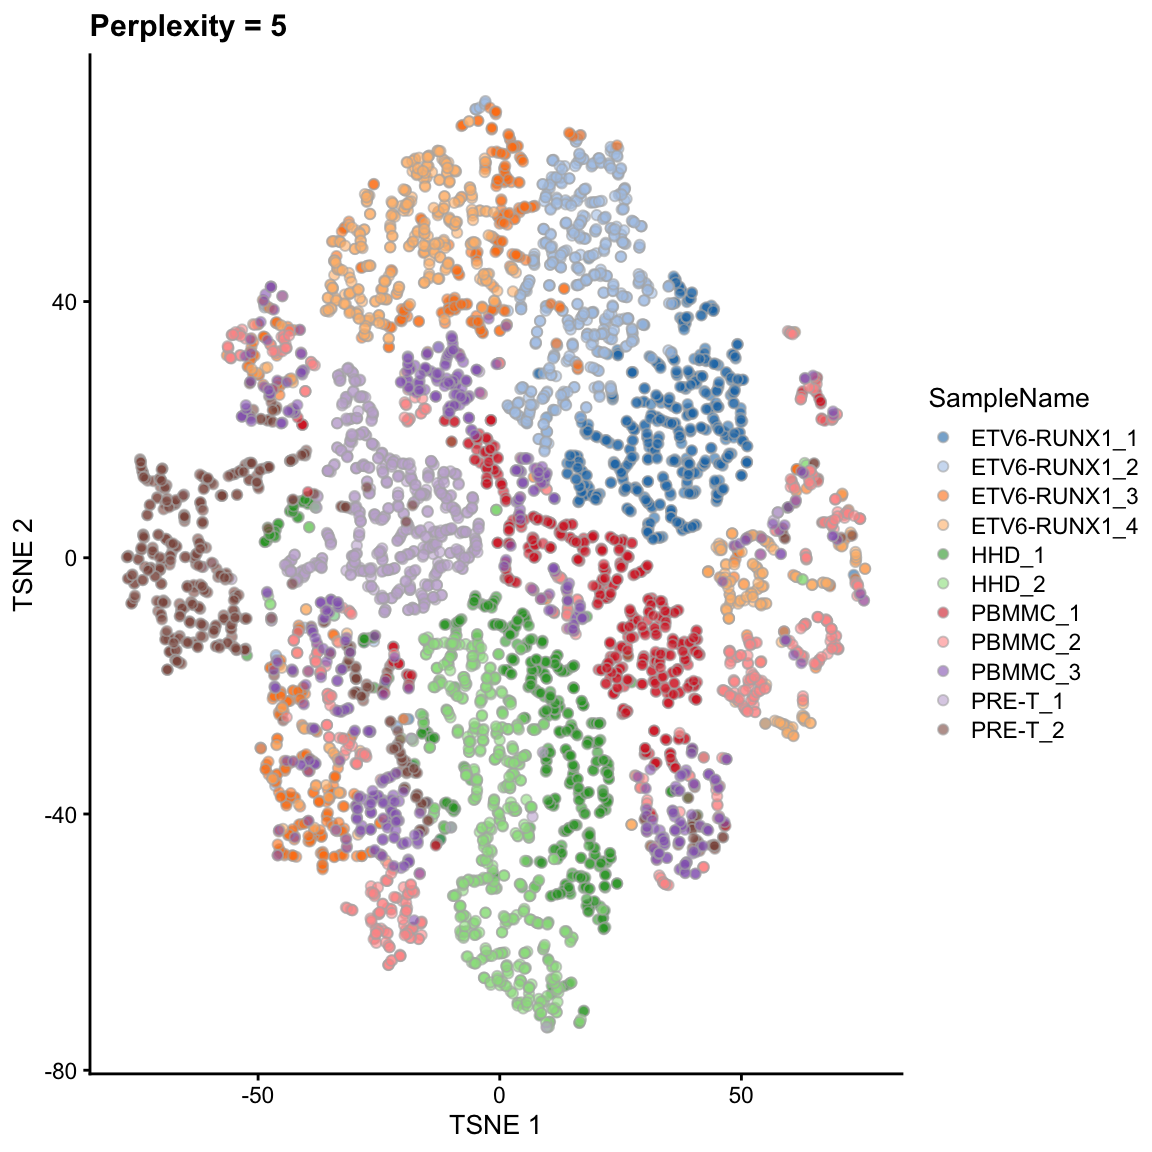 Perplexity = 5
TSNE 2
40
0
-40
-80
-50
0
50
TSNE 1
SampleName
ETV6-RUNX1_1
ETV6-RUNX1_2
ETV6-RUNX1_3
ETV6-RUNX1_4
HHD_1
HHD_2
PBMMC_1
PBMMC_2
PBMMC_3
PRE-T_1
PRE-T_2